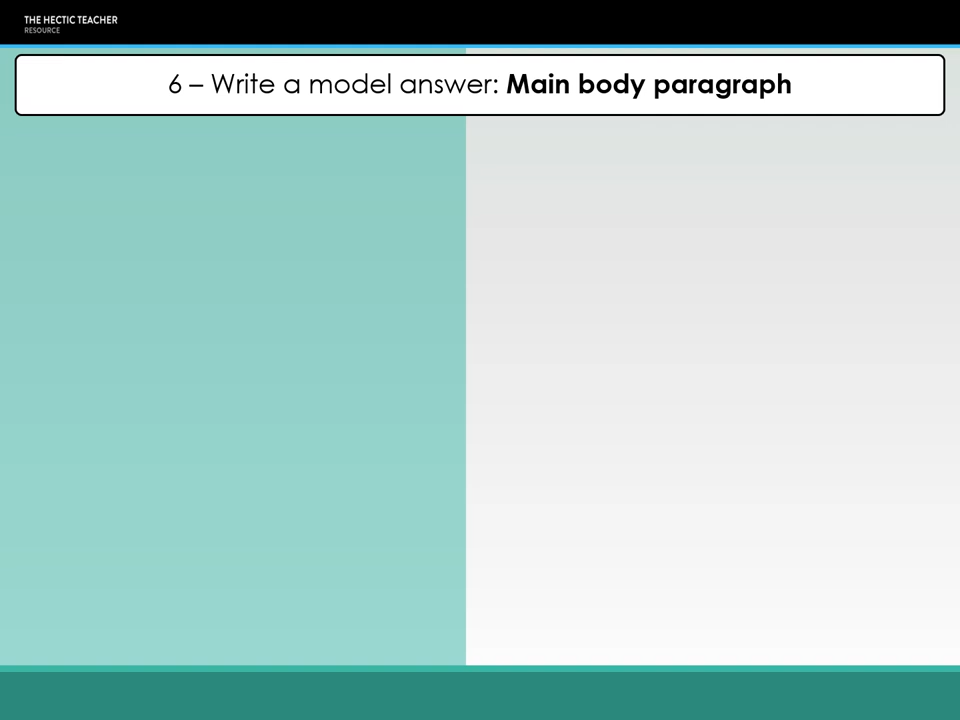 THE HECTIC TEACHER
RESOURCE
6 – Write a model answer: Main body paragraph